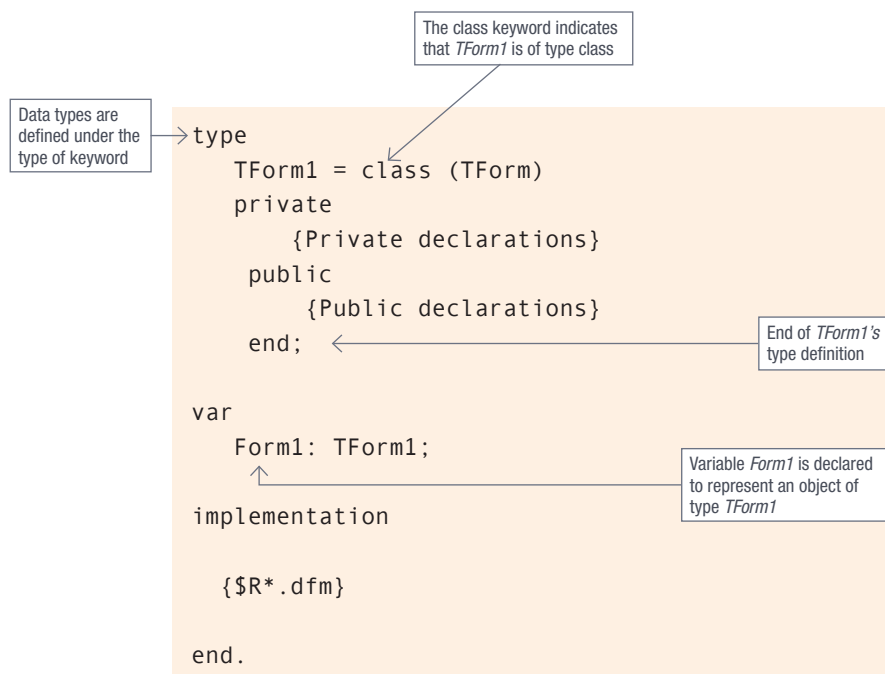 The class keyword indicates
that TForm1 is of type class
Data types are
defined under the
type of keyword
type
TForm1 = class (TForm)
private
{Private declarations}
public
{Public declarations}
end;
End of TForm1's
type definition
var
Form1: TForm1;
Variable Form1 is declared
to represent an object of
type TForm1
implementation
{$R*.dfm}
end.